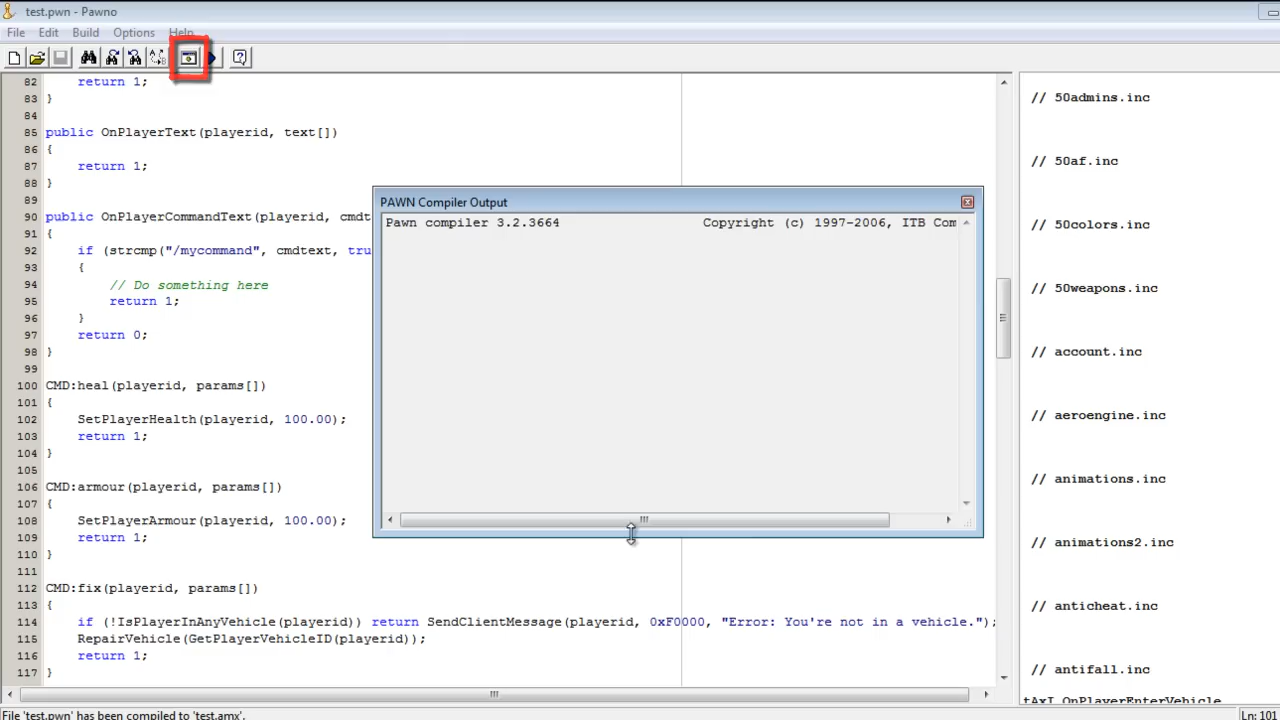 test.pwn - Pawno
File Edit Build Options Help
82 return 1;
83 }
84
85 public OnPlayerText(playerid, text[])
86 {
87 return 1;
88 }
89
90 public OnPlayerCommandText(playerid, cmdt
91 {
92 if (strcmp("/mycommand", cmdtext, tru
93 {
94 // Do something here
95 return 1;
96 }
97 return 0;
98 }
99
100 CMD:heal(playerid, params[])
101 {
102 SetPlayerHealth(playerid, 100.00);
103 return 1;
104 }
105
106 CMD:armour(playerid, params[])
107 {
108 SetPlayerArmour(playerid, 100.00);
109 return 1;
110 }
111
112 CMD:fix(playerid, params[])
113 {
114 if (!IsPlayerInAnyVehicle(playerid)) return SendClientMessage(playerid, 0xF0000, "Error: You're not in a vehicle.");
115 RepairVehicle(GetPlayerVehicleID(playerid));
116 return 1;
117 }
PAWN Compiler Output
Pawn compiler 3.2.3664 Copyright (c) 1997-2006, ITB Com
// 50admins.inc
// 50af.inc
// 50colors.inc
// 50weapons.inc
// account.inc
// aeroengine.inc
// animations.inc
// animations2.inc
// anticheat.inc
// antifall.inc
tAxI_OnPlayerEnterVehicle
File 'test.pwn' has been compiled to 'test.amx'.
Ln: 101